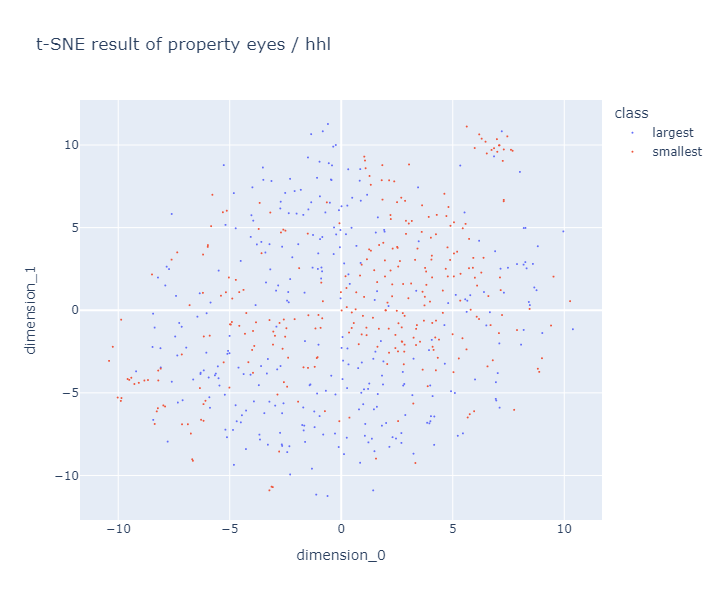 t-SNE result of property eyes / hhl
class
largest
smallest
10
5
0
−5
−10
dimension_1
−10
−5
0
5
10
dimension_0